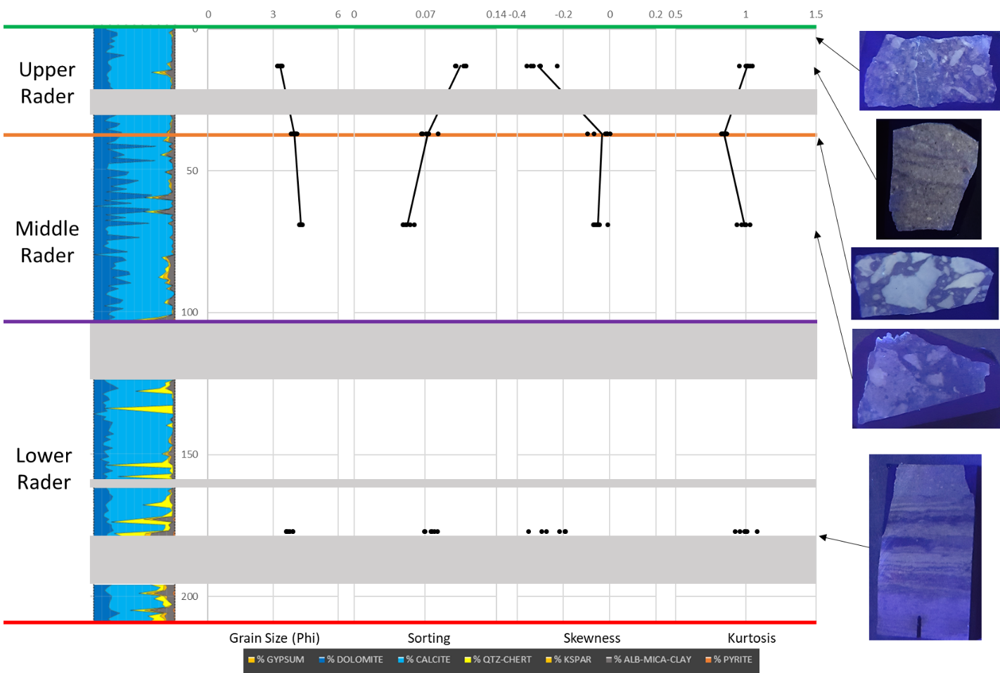 0 3 6 0 0.07 0.14 -0.4 -0.2 0 0.2 0.5 1 1.5
0
Upper
Rader
50
Middle
Rader
100
150
Lower
Rader
200
Grain Size (Phi) Sorting Skewness Kurtosis
% GYPSUM % DOLOMITE % CALCITE % QTZ-CHERT % KSPAR % ALB-MICA-CLAY % PYRITE